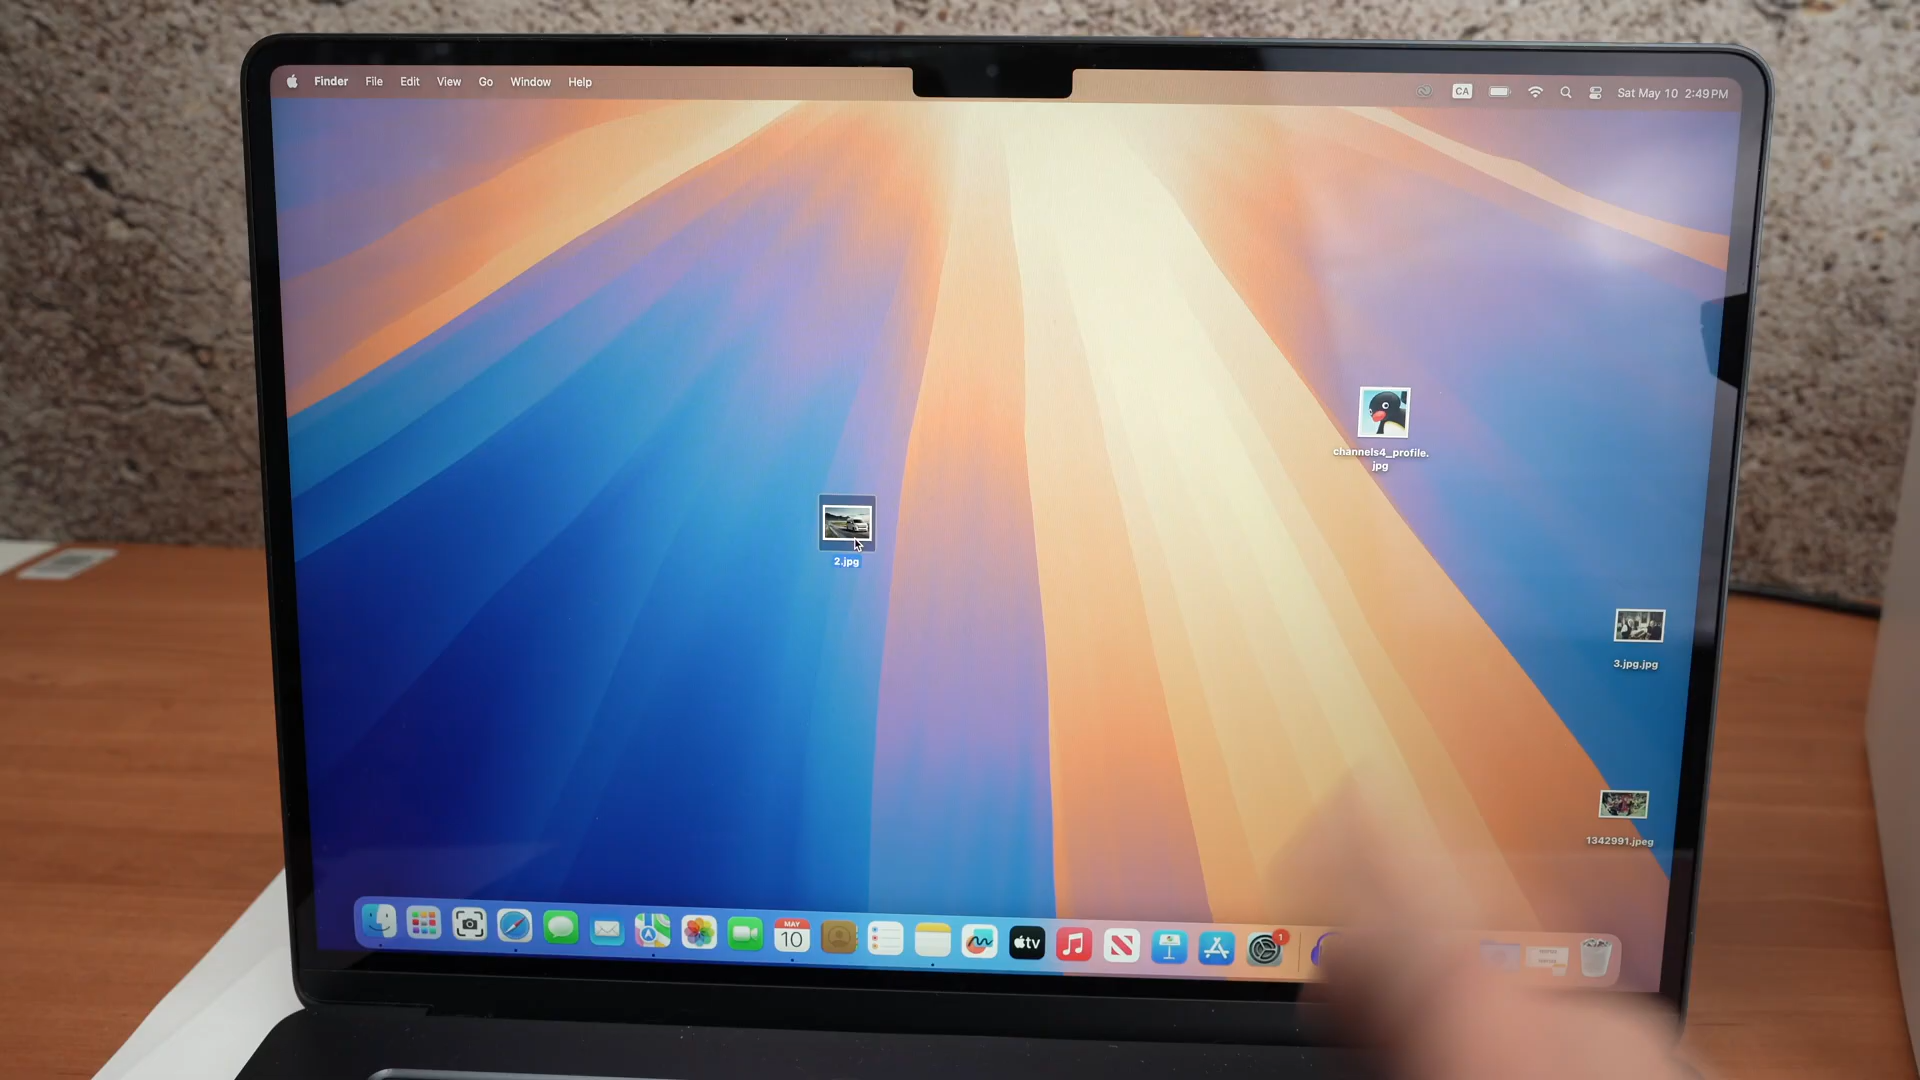 Finder File Edit View Go Window Help
CA Sat May 10 2:49 PM
channels4_profile.
jpg
2.jpg
3.jpg.jpg
1342991.jpeg
MAY
10
tv
1